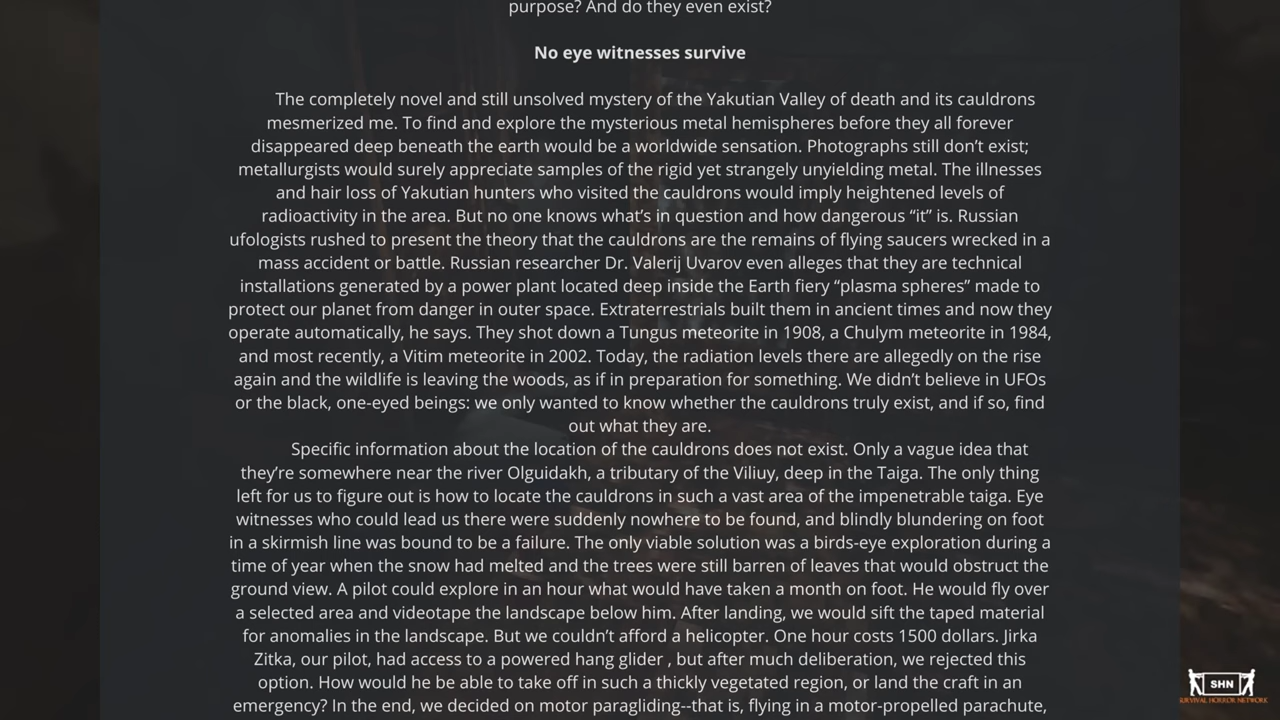 purpose? And do they even exist?
No eye witnesses survive
The completely novel and still unsolved mystery of the Yakutian Valley of death and its cauldrons
mesmerized me. To find and explore the mysterious metal hemispheres before they all forever
disappeared deep beneath the earth would be a worldwide sensation. Photographs still don’t exist;
metallurgists would surely appreciate samples of the rigid yet strangely unyielding metal. The illnesses
and hair loss of Yakutian hunters who visited the cauldrons would imply heightened levels of
radioactivity in the area. But no one knows what’s in question and how dangerous “it” is. Russian
ufologists rushed to present the theory that the cauldrons are the remains of flying saucers wrecked in a
mass accident or battle. Russian researcher Dr. Valerij Uvarov even alleges that they are technical
installations generated by a power plant located deep inside the Earth fiery “plasma spheres” made to
protect our planet from danger in outer space. Extraterrestrials built them in ancient times and now they
operate automatically, he says. They shot down a Tungus meteorite in 1908, a Chulym meteorite in 1984,
and most recently, a Vitim meteorite in 2002. Today, the radiation levels there are allegedly on the rise
again and the wildlife is leaving the woods, as if in preparation for something. We didn’t believe in UFOs
or the black, one-eyed beings: we only wanted to know whether the cauldrons truly exist, and if so, find
out what they are.
Specific information about the location of the cauldrons does not exist. Only a vague idea that
they’re somewhere near the river Olguidakh, a tributary of the Viliuy, deep in the Taiga. The only thing
left for us to figure out is how to locate the cauldrons in such a vast area of the impenetrable taiga. Eye
witnesses who could lead us there were suddenly nowhere to be found, and blindly blundering on foot
in a skirmish line was bound to be a failure. The only viable solution was a birds-eye exploration during a
time of year when the snow had melted and the trees were still barren of leaves that would obstruct the
ground view. A pilot could explore in an hour what would have taken a month on foot. He would fly over
a selected area and videotape the landscape below him. After landing, we would sift the taped material
for anomalies in the landscape. But we couldn’t afford a helicopter. One hour costs 1500 dollars. Jirka
Zitka, our pilot, had access to a powered hang glider , but after much deliberation, we rejected this
option. How would he be able to take off in such a thickly vegetated region, or land the craft in an
emergency? In the end, we decided on motor paragliding--that is, flying in a motor-propelled parachute,
SHN
SURVIVAL HORROR NETWORK